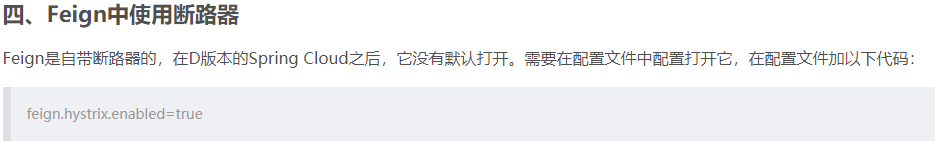 四、Feign中使用断路器
Feign是自带断路器的，在D版本的Spring Cloud之后，它没有默认打开。需要在配置文件中配置打开它，在配置文件加以下代码：
feign.hystrix.enabled=true